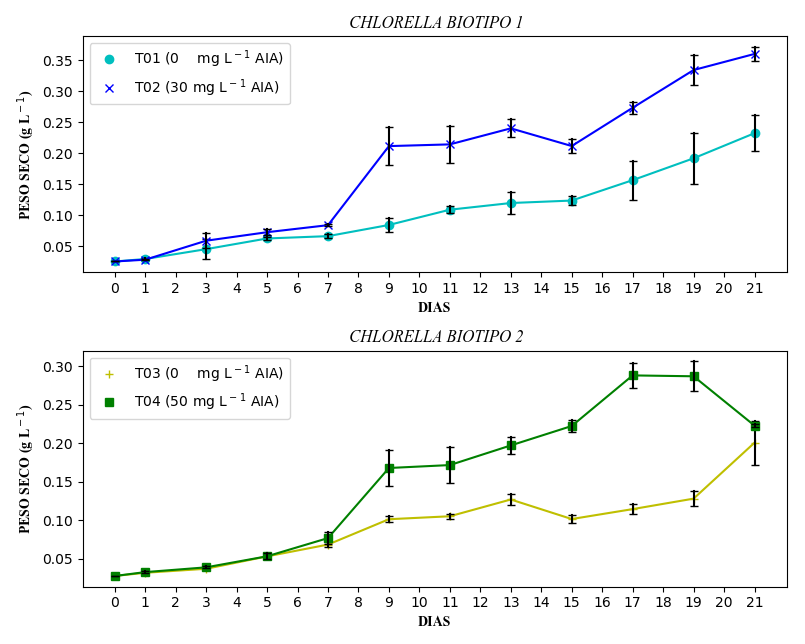 CHLORELLA BIOTIPO 1
T01 (0    mg L⁻¹ AIA)
T02 (30 mg L⁻¹ AIA)
PESO SECO (g L⁻¹)
0.35
0.30
0.25
0.20
0.15
0.10
0.05
0 1 2 3 4 5 6 7 8 9 10 11 12 13 14 15 16 17 18 19 20 21
DIAS
CHLORELLA BIOTIPO 2
T03 (0    mg L⁻¹ AIA)
T04 (50 mg L⁻¹ AIA)
PESO SECO (g L⁻¹)
0.30
0.25
0.20
0.15
0.10
0.05
0 1 2 3 4 5 6 7 8 9 10 11 12 13 14 15 16 17 18 19 20 21
DIAS